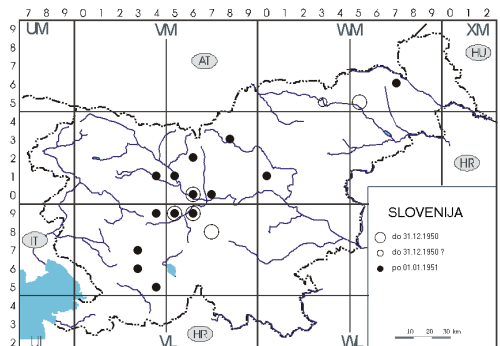 7 8 9 0 1 2 3 4 5 6 7 8 9 0 1 2 3 4 5 6 7 8 9 0 1 2
9 UM VM WM XM
8 HU
7 AT
6
5
4
3
2 HR
1
0
9 SLOVENIJA
8 IT do 31.12.1950
7 do 31.12.1950 ?
6 po 01.01.1951
5
4
3 10 20 30 km
2 UL VL HR WL